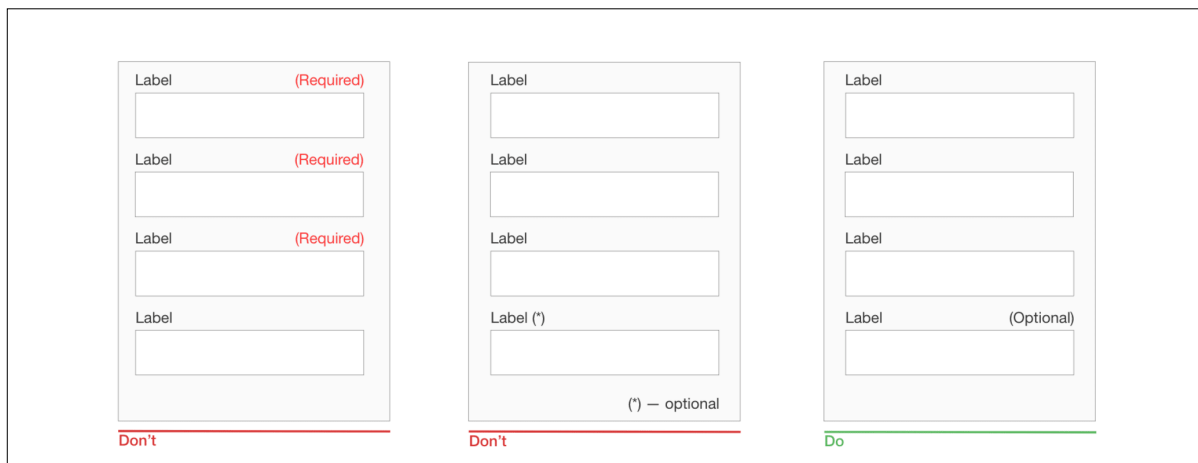 Label (Required)
Label (Required)
Label (Required)
Label
Don't
Label
Label
Label
Label (*)
(*) — optional
Don't
Label
Label
Label
Label (Optional)
Do